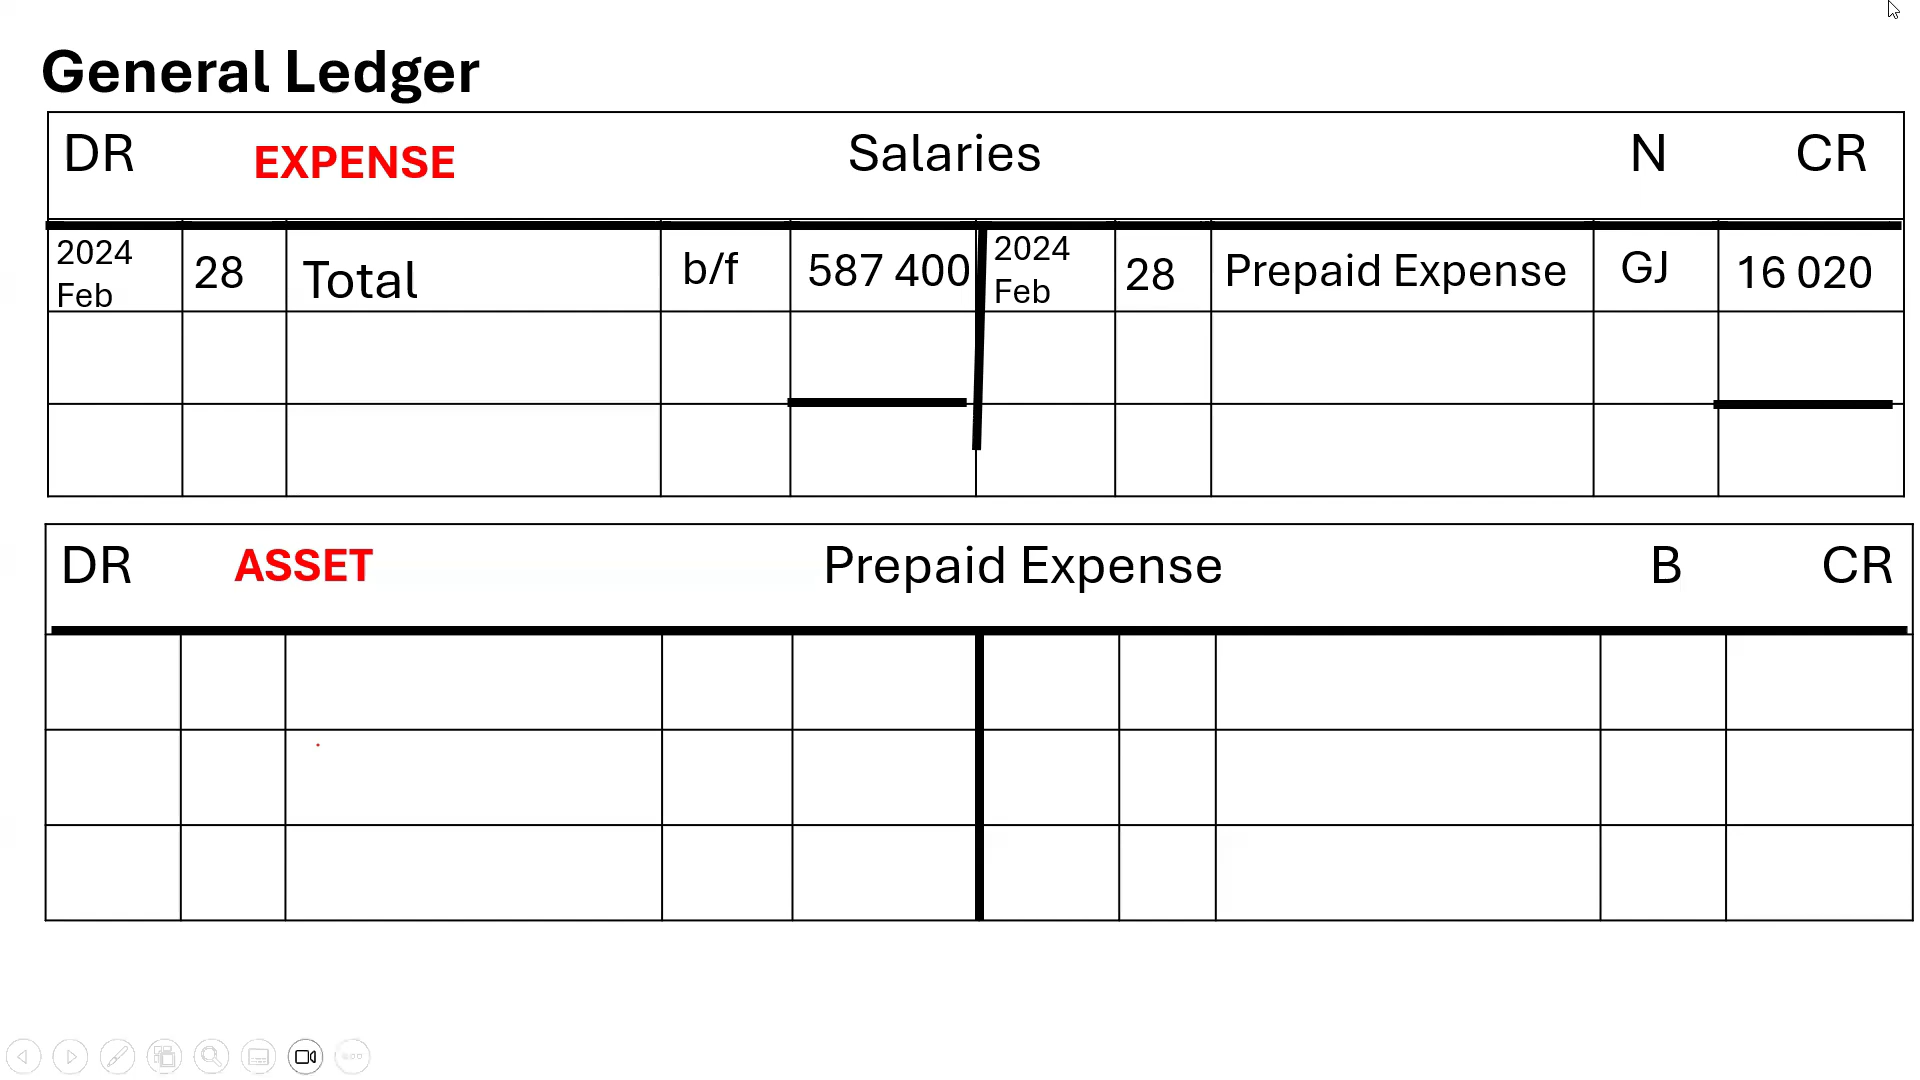 General Ledger
DR EXPENSE Salaries N CR
2024 Feb 28 Total b/f 587 400 2024 Feb 28 Prepaid Expense GJ 16 020
DR ASSET Prepaid Expense B CR